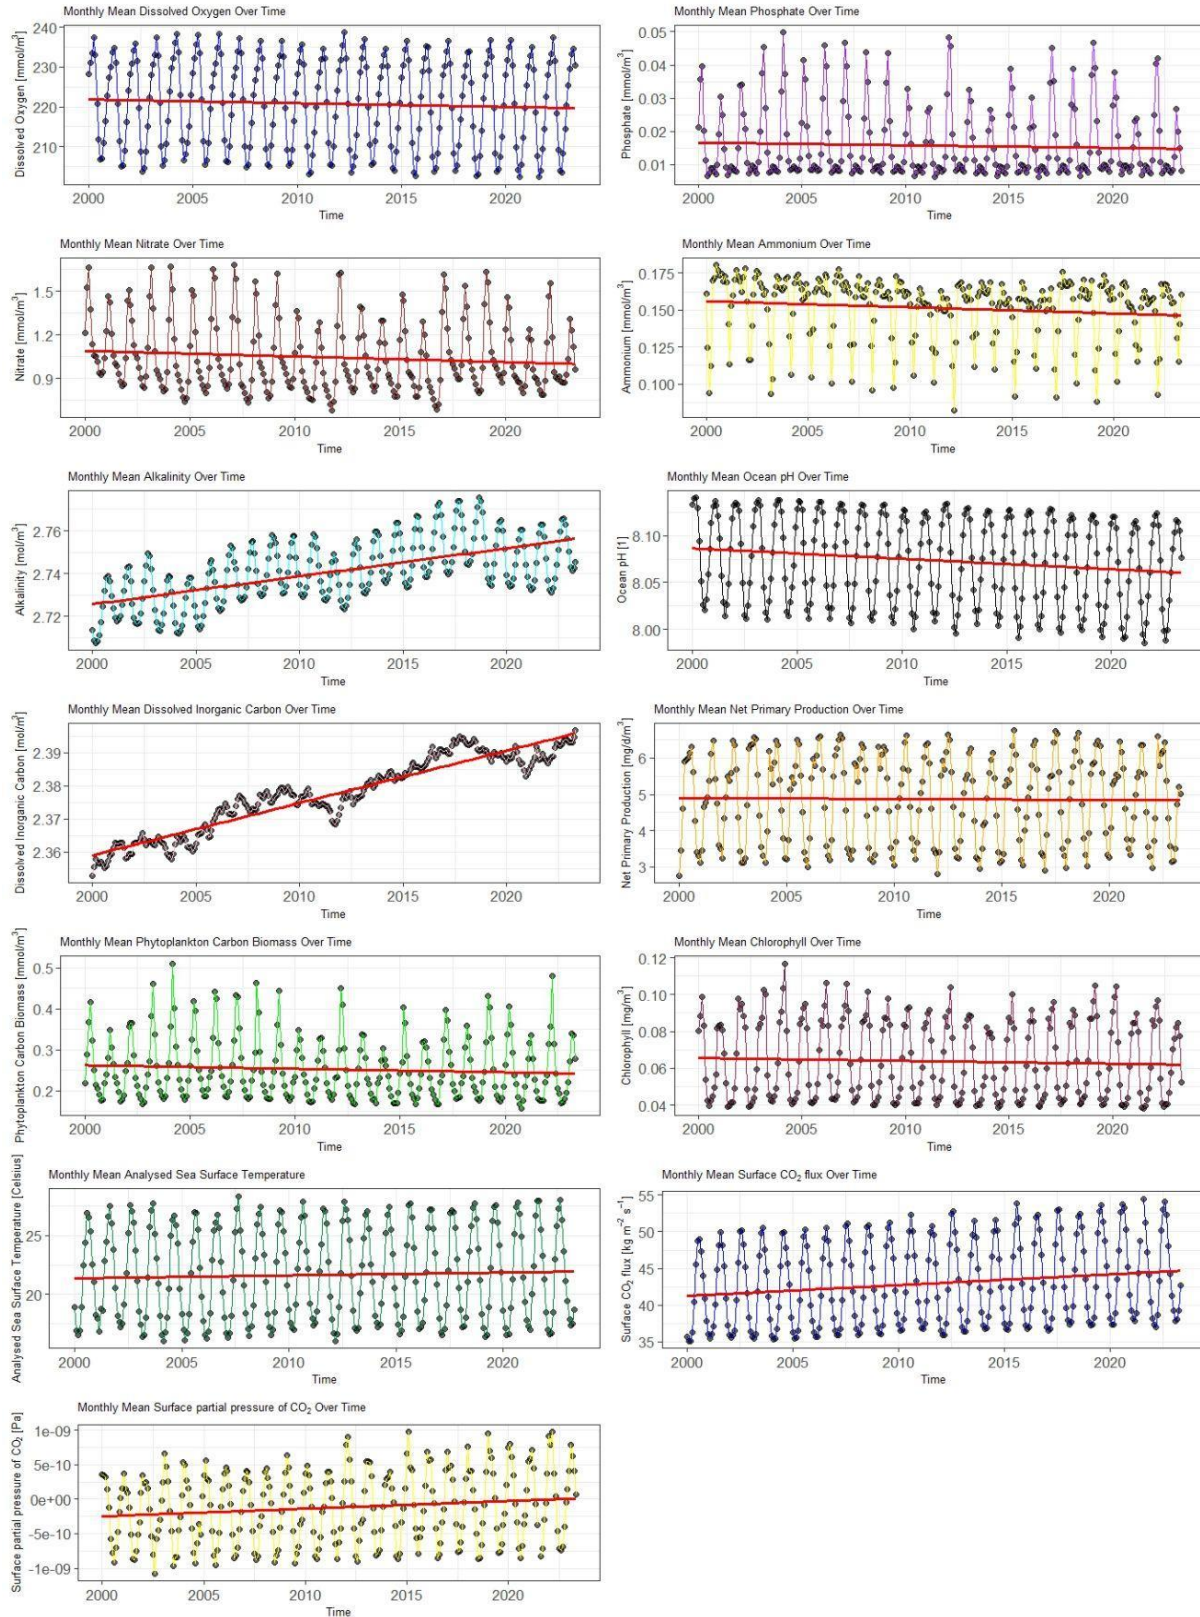 Monthly Mean Dissolved Oxygen Over Time
Dissolved Oxygen [mmol/m³]
240
230
220
210
2000 2005 2010 2015 2020
Time
Monthly Mean Phosphate Over Time
Phosphate [mmol/m³]
0.05
0.04
0.03
0.02
0.01
2000 2005 2010 2015 2020
Time
Monthly Mean Nitrate Over Time
Nitrate [mmol/m³]
1.5
1.2
0.9
2000 2005 2010 2015 2020
Time
Monthly Mean Ammonium Over Time
Ammonium [mmol/m³]
0.175
0.150
0.125
0.100
2000 2005 2010 2015 2020
Time
Monthly Mean Alkalinity Over Time
Alkalinity [mol/m³]
2.76
2.74
2.72
2000 2005 2010 2015 2020
Time
Monthly Mean Ocean pH Over Time
Ocean pH [1]
8.10
8.05
8.00
2000 2005 2010 2015 2020
Time
Monthly Mean Dissolved Inorganic Carbon Over Time
Dissolved Inorganic Carbon [mol/m³]
2.39
2.38
2.37
2.36
2000 2005 2010 2015 2020
Time
Monthly Mean Net Primary Production Over Time
Net Primary Production [mg/d/m³]
6
5
4
3
2000 2005 2010 2015 2020
Time
Monthly Mean Phytoplankton Carbon Biomass Over Time
Phytoplankton Carbon Biomass [mmol/m³]
0.5
0.4
0.3
0.2
2000 2005 2010 2015 2020
Time
Monthly Mean Chlorophyll Over Time
Chlorophyll [mg/m³]
0.12
0.10
0.08
0.06
0.04
2000 2005 2010 2015 2020
Time
Monthly Mean Analysed Sea Surface Temperature
Analysed Sea Surface Temperature [Celsius]
25
20
2000 2005 2010 2015 2020
Time
Monthly Mean Surface CO₂ flux Over Time
Surface CO₂ flux [kg m⁻² s⁻¹]
55
50
45
40
35
2000 2005 2010 2015 2020
Time
Monthly Mean Surface partial pressure of CO₂ Over Time
Surface partial pressure of CO₂ [Pa]
1e-09
5e-10
0e+00
-5e-10
-1e-09
2000 2005 2010 2015 2020
Time